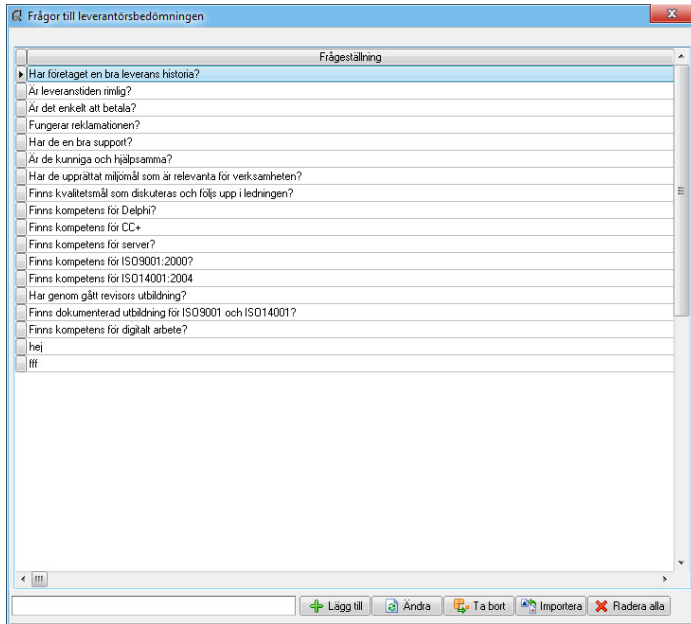 Frågor till leverantörsbedömningen
Frågeställning
Har företaget en bra leverans historia?
Är leveranstiden rimlig?
Är det enkelt att betala?
Fungerar reklamationen?
Har de en bra support?
Är de kunniga och hjälpsamma?
Har de upprättat miljömål som är relevanta för verksamheten?
Finns kvalitetsmål som diskuteras och följs upp i ledningen?
Finns kompetens för Delphi?
Finns kompetens för CC+
Finns kompetens för server?
Finns kompetens för ISO9001:2000?
Finns kompetens för ISO14001:2004
Har genom gått revisors utbildning?
Finns dokumenterad utbildning för ISO9001 och ISO14001?
Finns kompetens för digitalt arbete?
hej
fff
Lägg till Ändra Ta bort Importera Radera alla